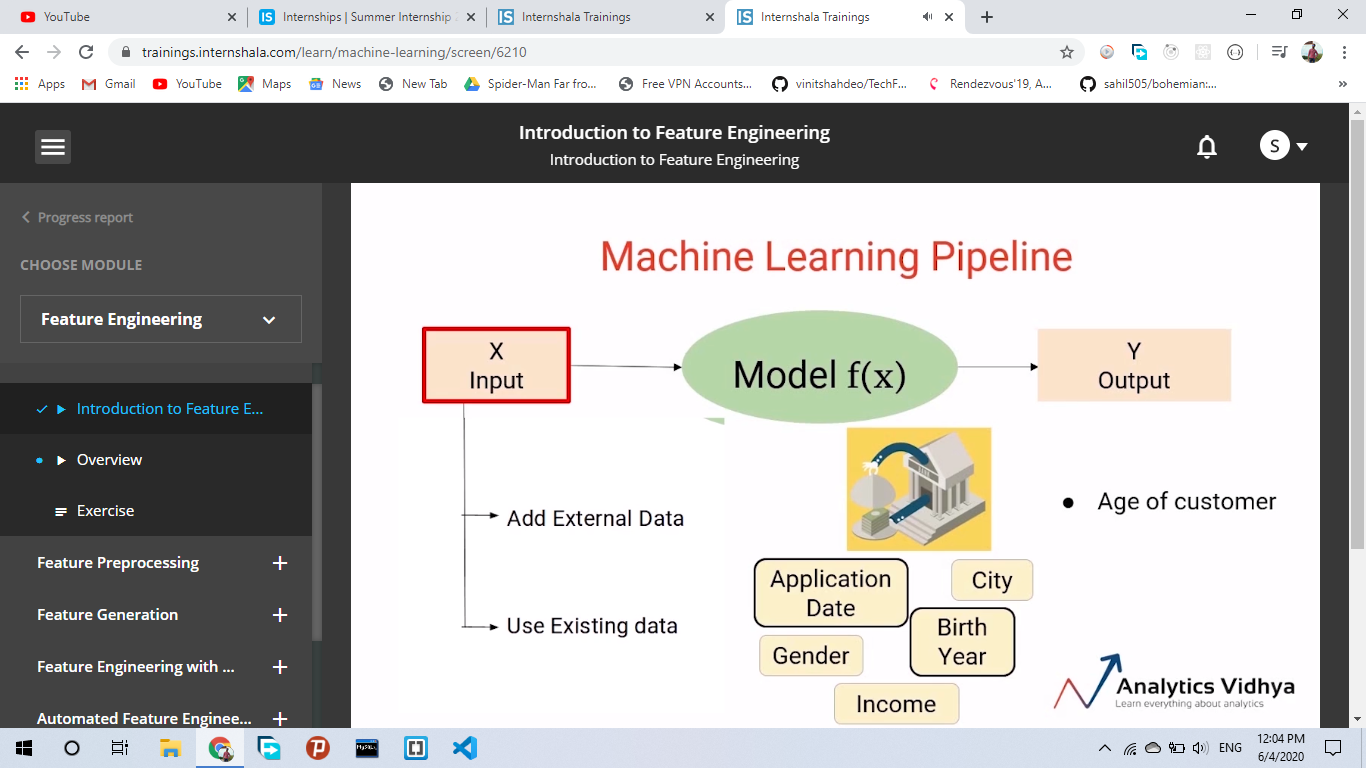 YouTube
Internships | Summer Internship
Internshala Trainings
Internshala Trainings
trainings.internshala.com/learn/machine-learning/screen/6210
Apps
Gmail
YouTube
Maps
News
New Tab
Spider-Man Far fro...
Free VPN Accounts...
vinitshahdeo/TechF...
Rendezvous'19, A...
sahil505/bohemian:...
»
Introduction to Feature Engineering
Introduction to Feature Engineering
S
Progress report
CHOOSE MODULE
Feature Engineering
Introduction to Feature E...
Overview
Exercise
Feature Preprocessing
Feature Generation
Feature Engineering with ...
Automated Feature Enginee...
Machine Learning Pipeline
X
Input
Model f(x)
Y
Output
Add External Data
Use Existing data
Application
Date
City
Birth
Year
Gender
Income
• Age of customer
Analytics Vidhya
Learn everything about analytics
ENG
12:04 PM
6/4/2020